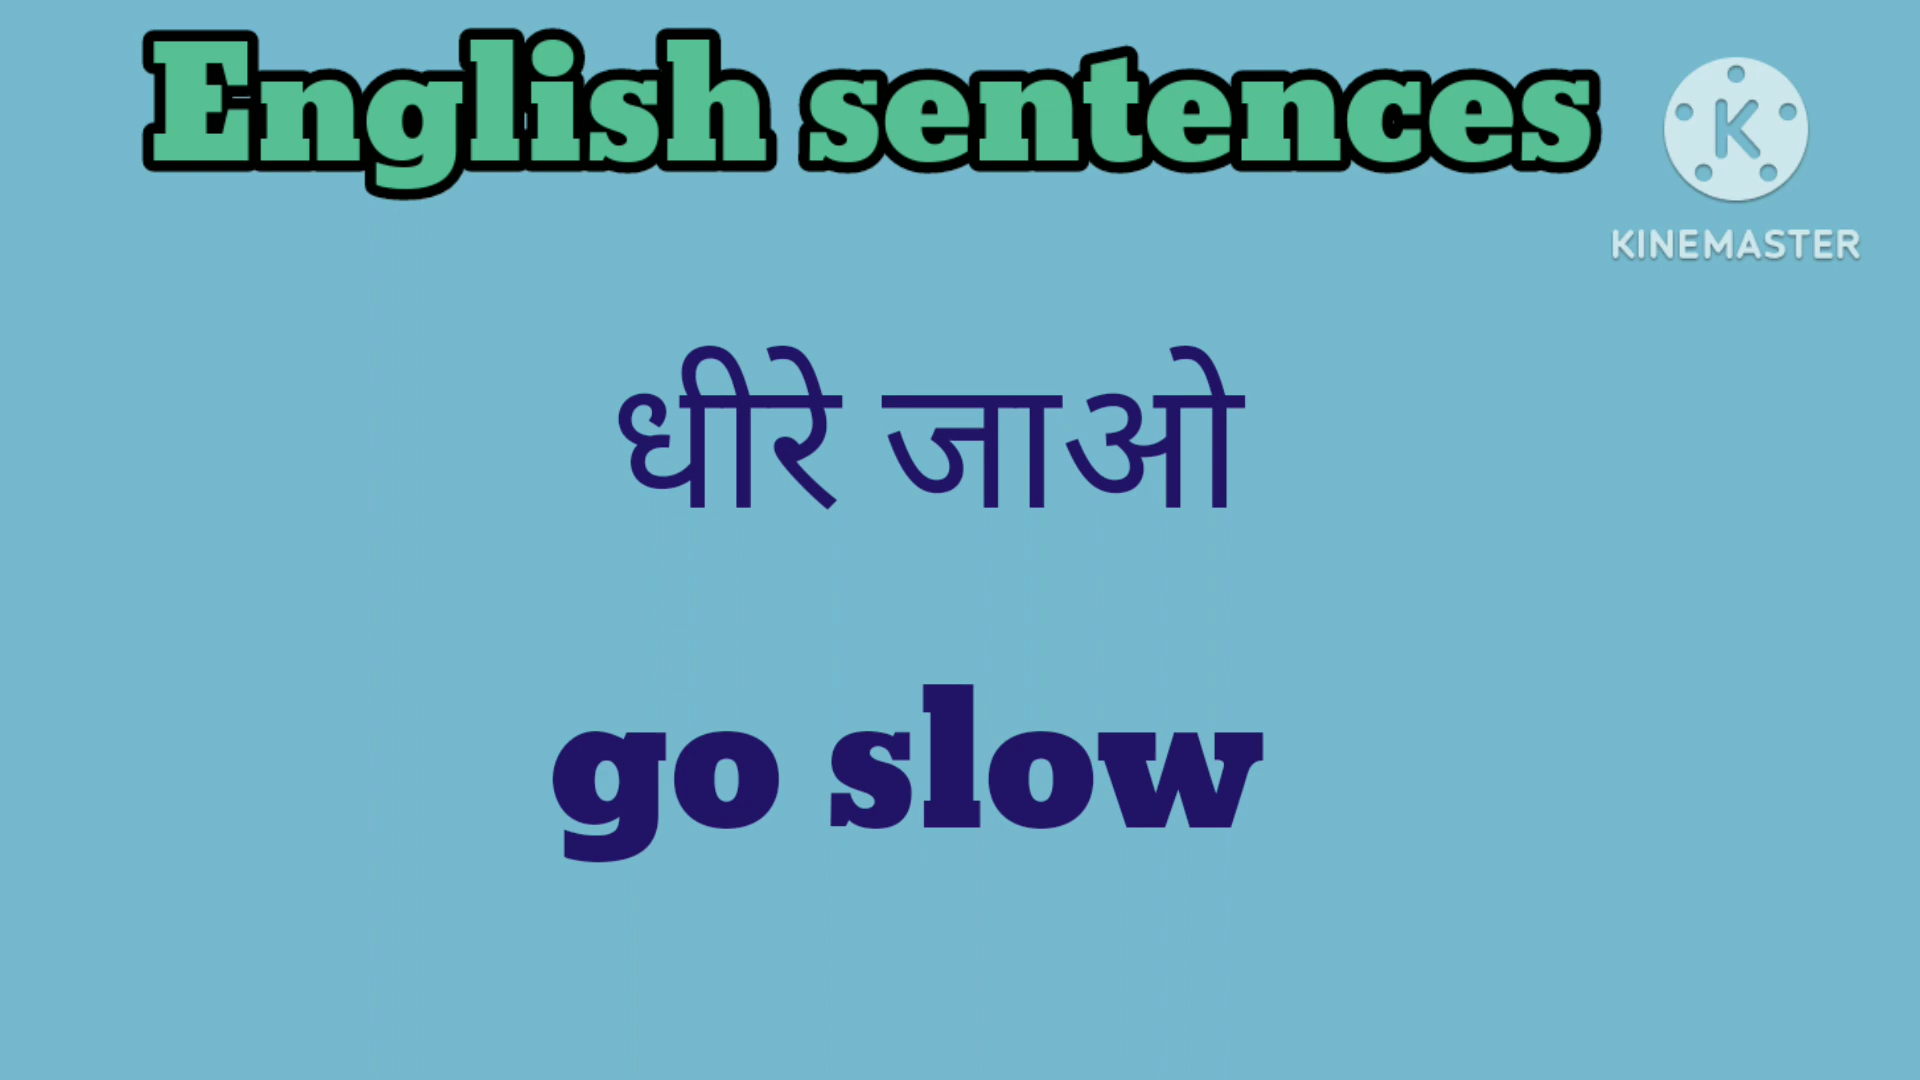 English sentences
K
KINEMASTER
धीरे जाओ
go slow